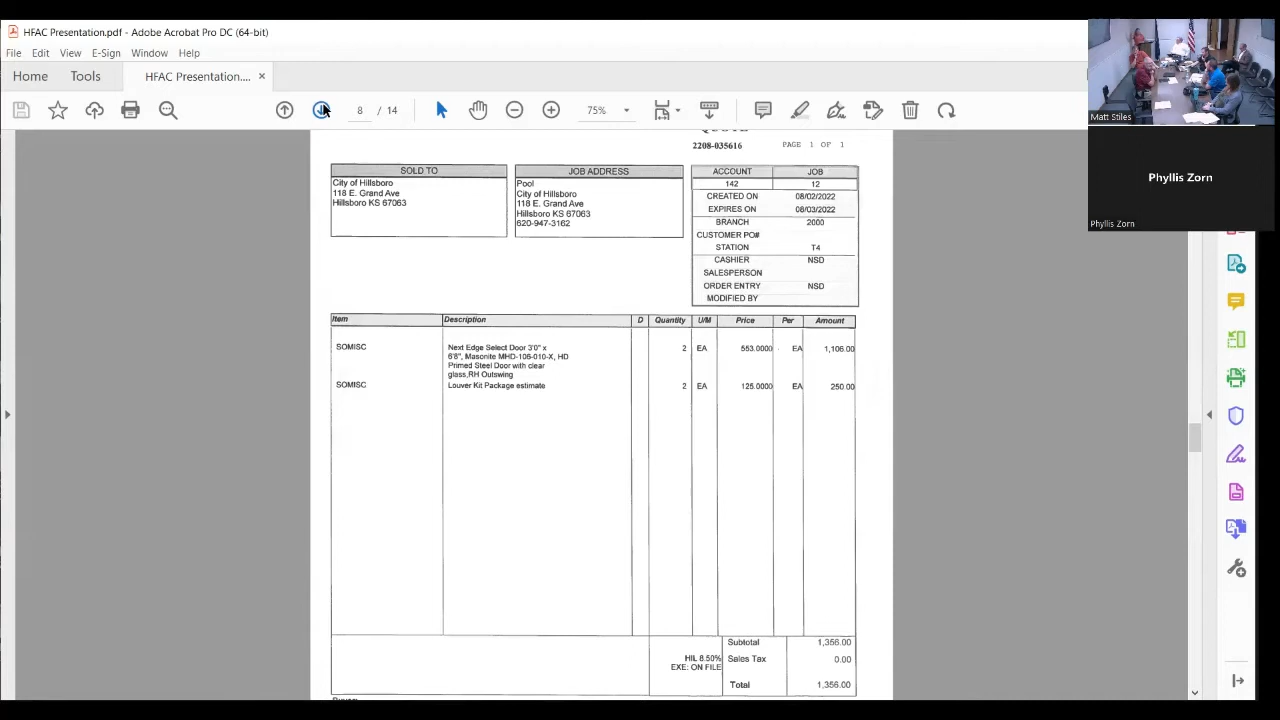 HFAC Presentation.pdf - Adobe Acrobat Pro DC (64-bit)
File Edit View E-Sign Window Help
Home Tools HFAC Presentation.... ×
8 / 14 75%
Matt Stiles
Phyllis Zorn
Phyllis Zorn
2208-035616 PAGE 1 OF 1
SOLD TO
City of Hillsboro
118 E. Grand Ave
Hillsboro KS 67063
JOB ADDRESS
Pool
City of Hillsboro
118 E. Grand Ave
Hillsboro KS 67063
620-947-3162
ACCOUNT JOB
142 12
CREATED ON 08/02/2022
EXPIRES ON 08/03/2022
BRANCH 2000
CUSTOMER PO#
STATION T4
CASHIER NSD
SALESPERSON
ORDER ENTRY NSD
MODIFIED BY
Item Description D Quantity U/M Price Per Amount
SOMISC Next Edge Select Door 3'0" x 2 EA 553.0000 EA 1,106.00
6'8", Masonite MHD-106-010-X, HD
Primed Steel Door with clear
glass,RH Outswing
SOMISC Louver Kit Package estimate 2 EA 125.0000 EA 250.00
Subtotal 1,356.00
HIL 8.50% Sales Tax 0.00
EXE: ON FILE
Total 1,356.00